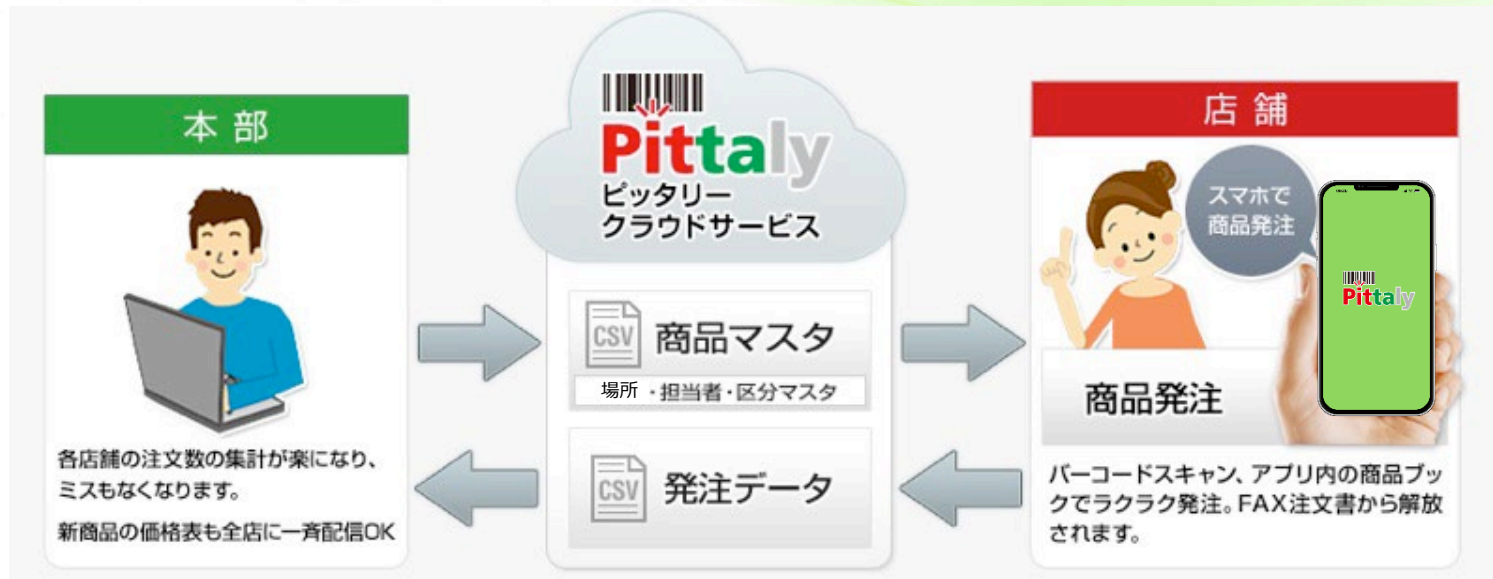 本部
各店舗の注文数の集計が楽になり、
ミスもなくなります。
新商品の価格表も全店に一斉配信OK
Pittaly
ピッタリー
クラウドサービス
CSV 商品マスタ
場所・担当者・区分マスタ
CSV 発注データ
店舗
スマホで
商品発注
Pittaly
商品発注
バーコードスキャン、アプリ内の商品ブッ
クでラクラク発注。FAX注文書から解放
されます。